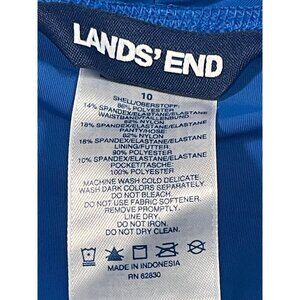 LANDS' END
10
SHELL/OBERSTOFF:
86% POLYESTER
14% SPANDEX/ELASTANE/ELASTANE
WAISTBAND/TAILLENBUND
82% NYLON
18% SPANDEX/ELASTANE/ELASTANE
PANTY/HOSE:
82% NYLON
18% SPANDEX/ELASTANE/ELASTANE
LINING/FUTTER:
90% POLYESTER
10% SPANDEX/ELASTANE/ELASTANE
POCKET/TASCHE:
100% POLYESTER
MACHINE WASH COLD DELICATE.
WASH DARK COLORS SEPARATELY.
DO NOT BLEACH.
DO NOT USE FABRIC SOFTENER.
REMOVE PROMPTLY.
LINE DRY.
DO NOT IRON.
DO NOT DRY CLEAN.
MADE IN INDONESIA
RN 62830